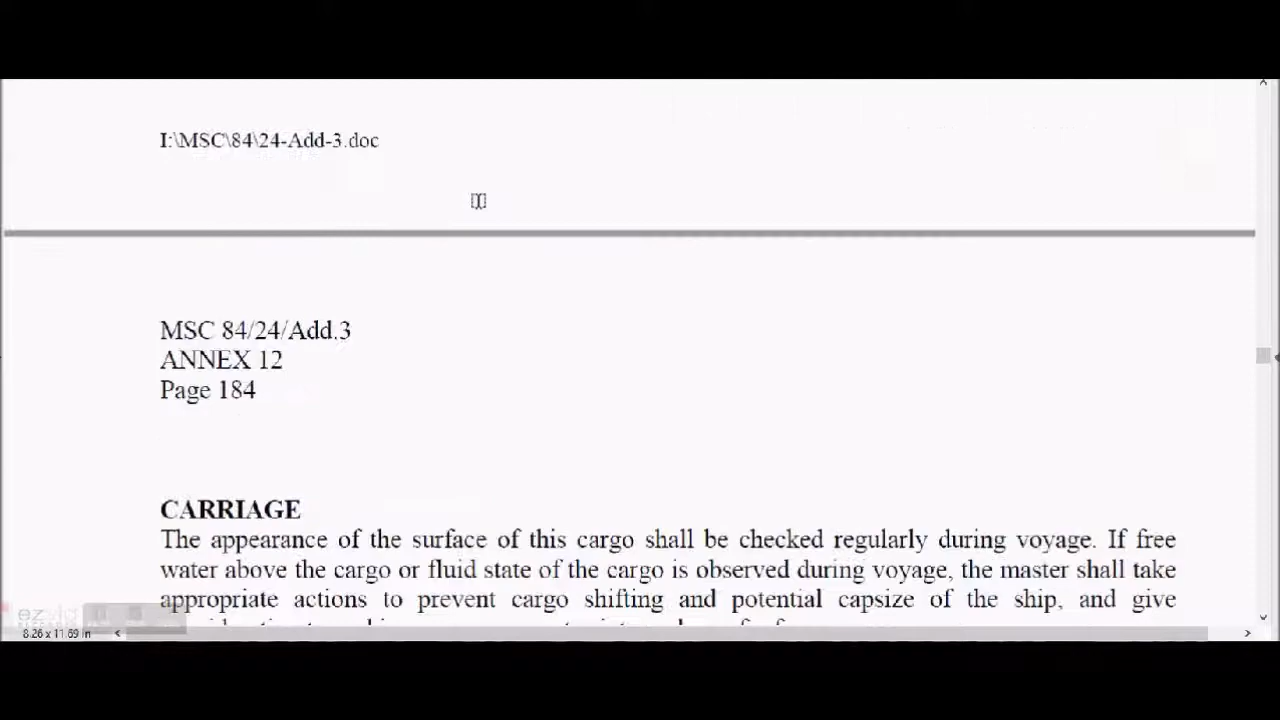 I:\MSC\84\24-Add-3.doc
MSC 84/24/Add.3
ANNEX 12
Page 184
CARRIAGE
The appearance of the surface of this cargo shall be checked regularly during voyage. If free
water above the cargo or fluid state of the cargo is observed during voyage, the master shall take
appropriate actions to prevent cargo shifting and potential capsize of the ship, and give
8.26 x 11.69 in